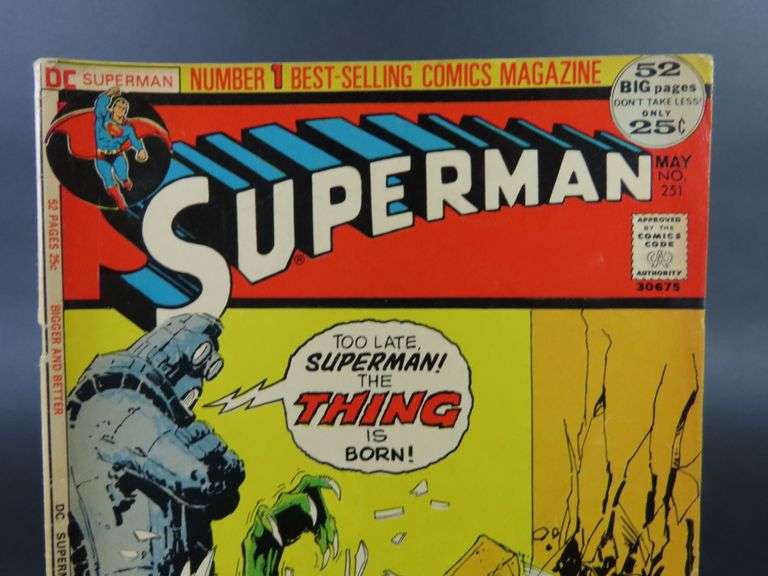 DC SUPERMAN
NUMBER 1 BEST-SELLING COMICS MAGAZINE
52
BIG pages
DON'T TAKE LESS!
ONLY
25¢
SUPERMAN
®
MAY
NO.
251
APPROVED
BY THE
COMICS
CODE
AUTHORITY
30675
52 PAGES 25¢
BIGGER AND BETTER
DC SUPERM
TOO LATE,
SUPERMAN!
THE
THING
IS
BORN!